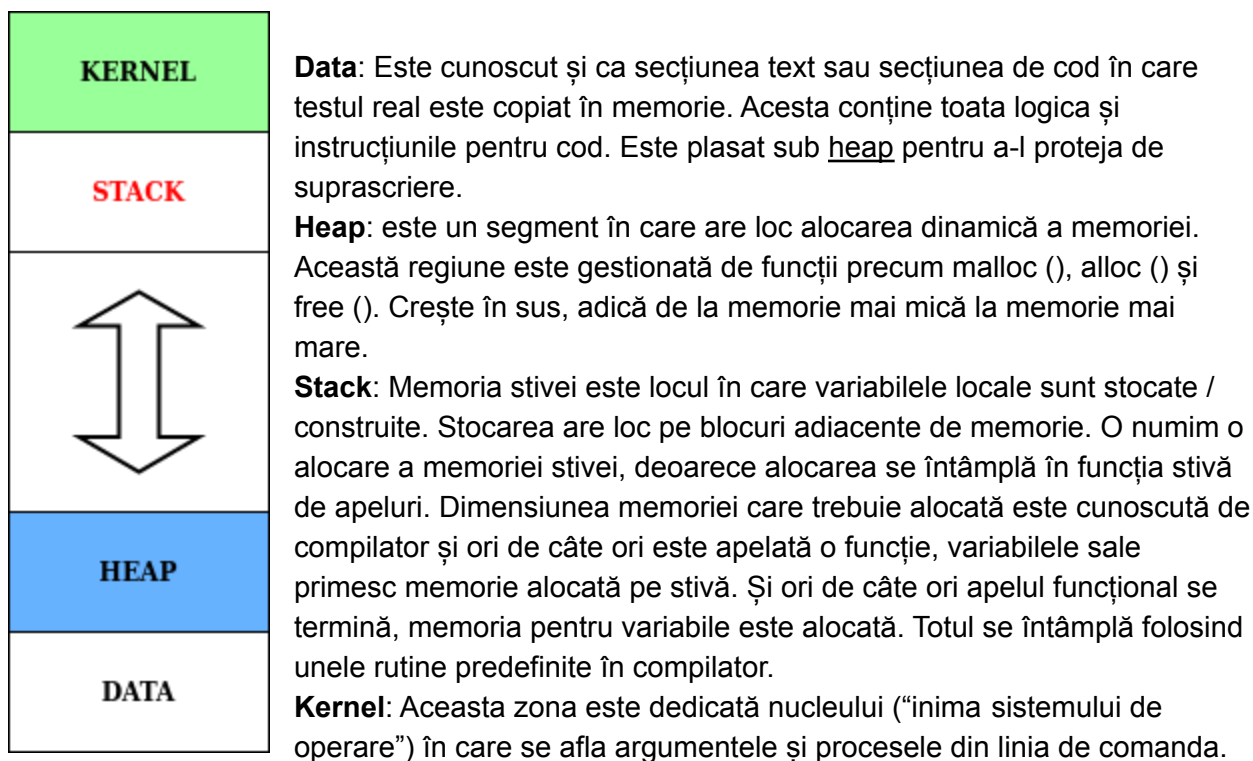 KERNEL
STACK
HEAP
DATA
Data: Este cunoscut și ca secțiunea text sau secțiunea de cod în care
testul real este copiat în memorie. Acesta conține toata logica și
instrucțiunile pentru cod. Este plasat sub heap pentru a-l proteja de
suprascriere.
Heap: este un segment în care are loc alocarea dinamică a memoriei.
Această regiune este gestionată de funcții precum malloc (), alloc () și
free (). Crește în sus, adică de la memorie mai mică la memorie mai
mare.
Stack: Memoria stivei este locul în care variabilele locale sunt stocate /
construite. Stocarea are loc pe blocuri adiacente de memorie. O numim o
alocare a memoriei stivei, deoarece alocarea se întâmplă în funcția stivă
de apeluri. Dimensiunea memoriei care trebuie alocată este cunoscută de
compilator și ori de câte ori este apelată o funcție, variabilele sale
primesc memorie alocată pe stivă. Și ori de câte ori apelul funcțional se
termină, memoria pentru variabile este alocată. Totul se întâmplă folosind
unele rutine predefinite în compilator.
Kernel: Aceasta zona este dedicată nucleului (“inima sistemului de
operare”) în care se afla argumentele și procesele din linia de comanda.